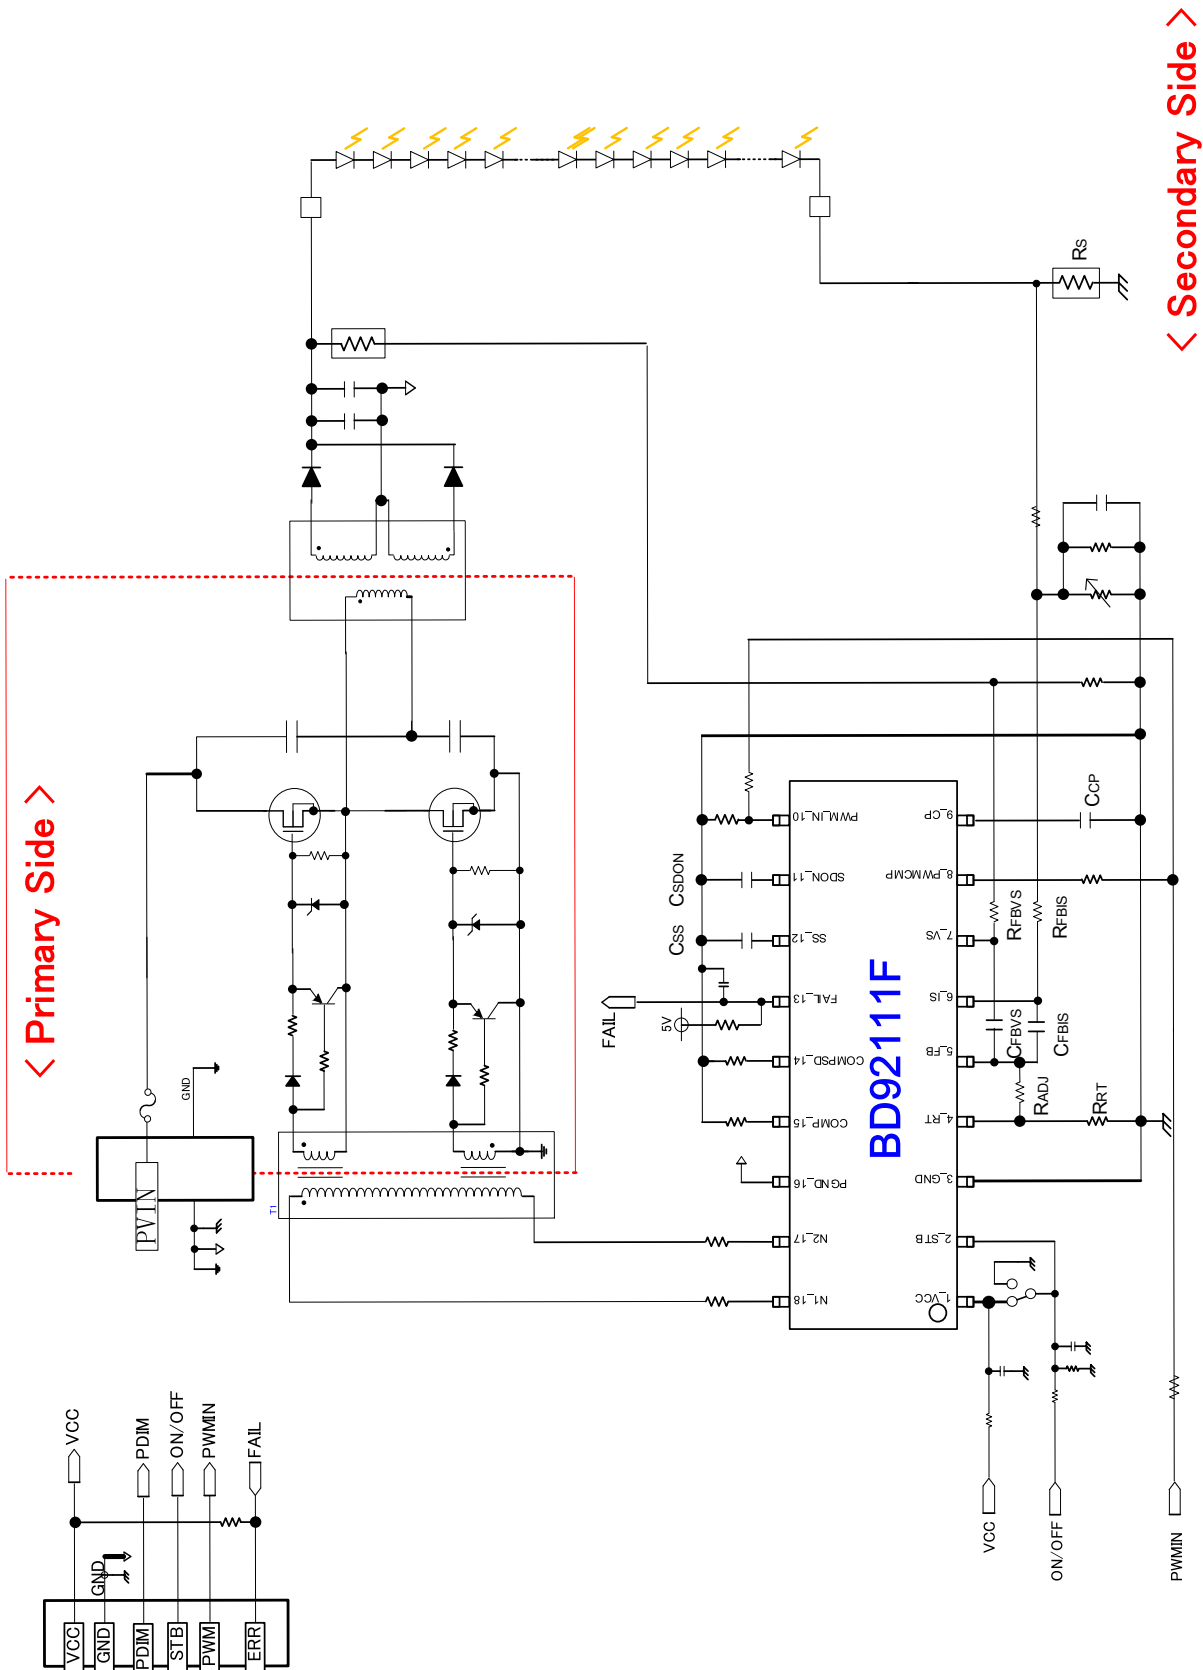 < Primary Side >
< Secondary Side >
PVIN
GND
T1
RS
FAIL
5V
CSS
CSDON
CCP
RFBVS
RFBIS
CFBVS
CFBIS
RADJ
RRT
BD92111F
PWM_IN_10
SDON_11
SS_12
FAIL_13
COMPSD_14
COMP_15
PGND_16
N2_17
N1_18
9_CP
8_PWMCMP
7_VS
6_IS
5_FB
4_RT
3_GND
2_STB
1_VCC
VCC
ON/OFF
PWMIN
VCC
PDIM
ON/OFF
PWMIN
FAIL
GND
VCC
GND
PDIM
STB
PWM
ERR